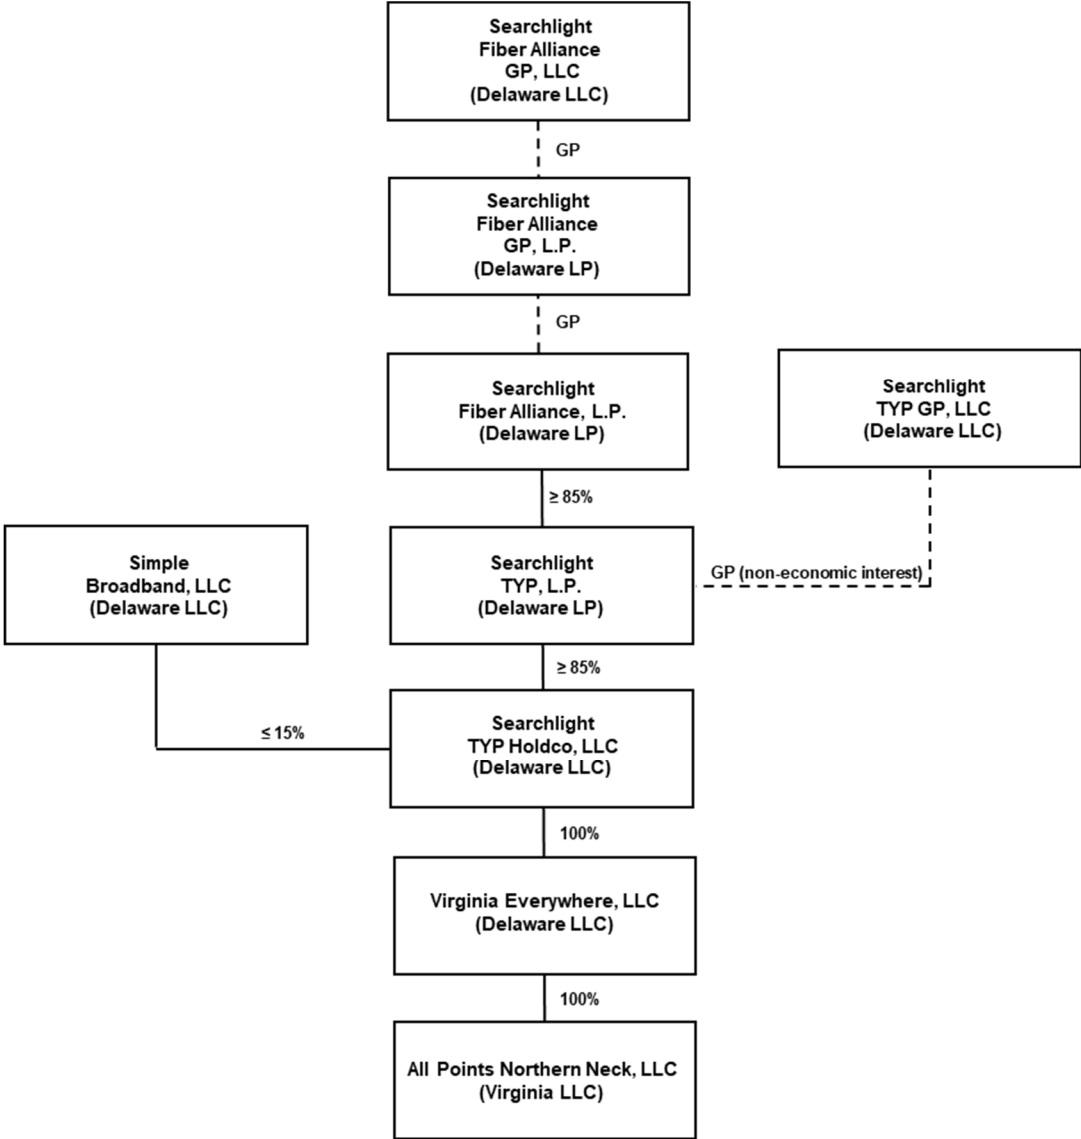 Searchlight
Fiber Alliance
GP, LLC
(Delaware LLC)
GP
Searchlight
Fiber Alliance
GP, L.P.
(Delaware LP)
GP
Searchlight
Fiber Alliance, L.P.
(Delaware LP)
Searchlight
TYP GP, LLC
(Delaware LLC)
≥ 85%
Simple
Broadband, LLC
(Delaware LLC)
Searchlight
TYP, L.P.
(Delaware LP)
GP (non-economic interest)
≥ 85%
≤ 15%
Searchlight
TYP Holdco, LLC
(Delaware LLC)
100%
Virginia Everywhere, LLC
(Delaware LLC)
100%
All Points Northern Neck, LLC
(Virginia LLC)